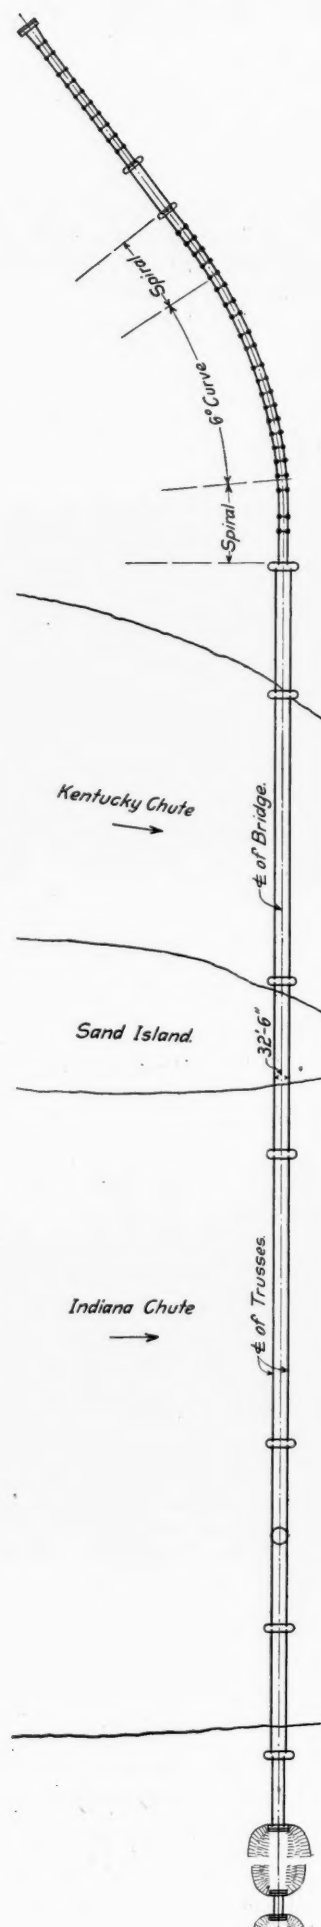 Spiral
6° Curve
Spiral
Kentucky Chute
℄ of Bridge.
Sand Island.
32'-6"
Indiana Chute
℄ of Trusses.